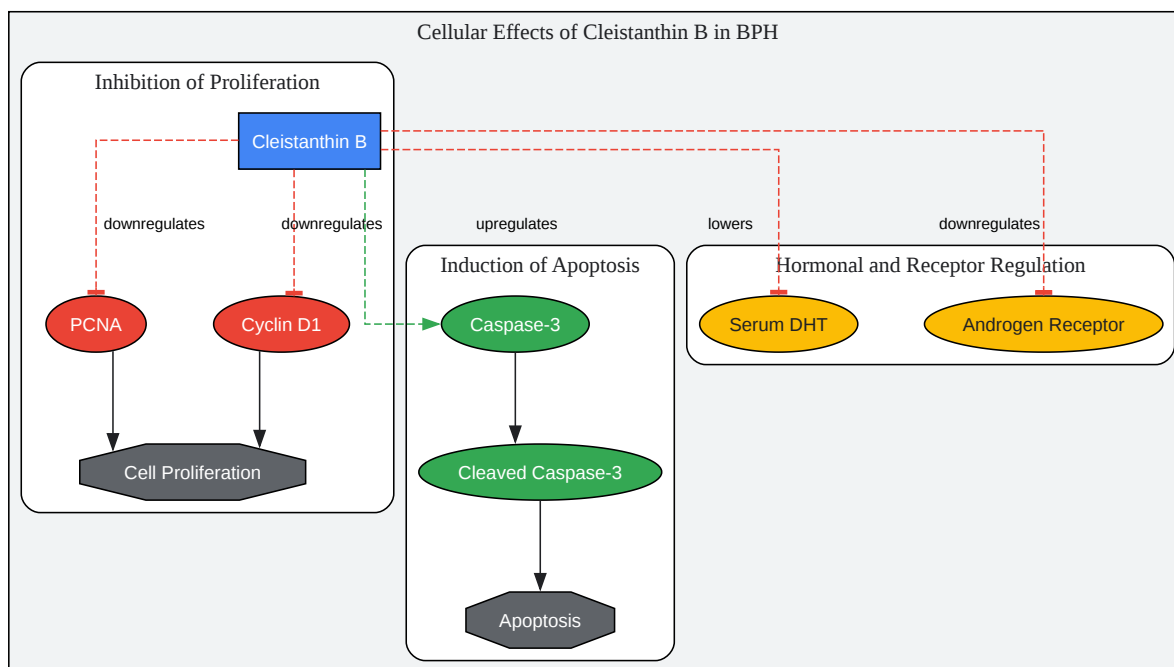 Cellular Effects of Cleistanthin B in BPH
Inhibition of Proliferation
Cleistanthin B
downregulates
downregulates
upregulates
lowers
downregulates
Induction of Apoptosis
Hormonal and Receptor Regulation
PCNA
Cyclin D1
Caspase-3
Serum DHT
Androgen Receptor
Cell Proliferation
Cleaved Caspase-3
Apoptosis